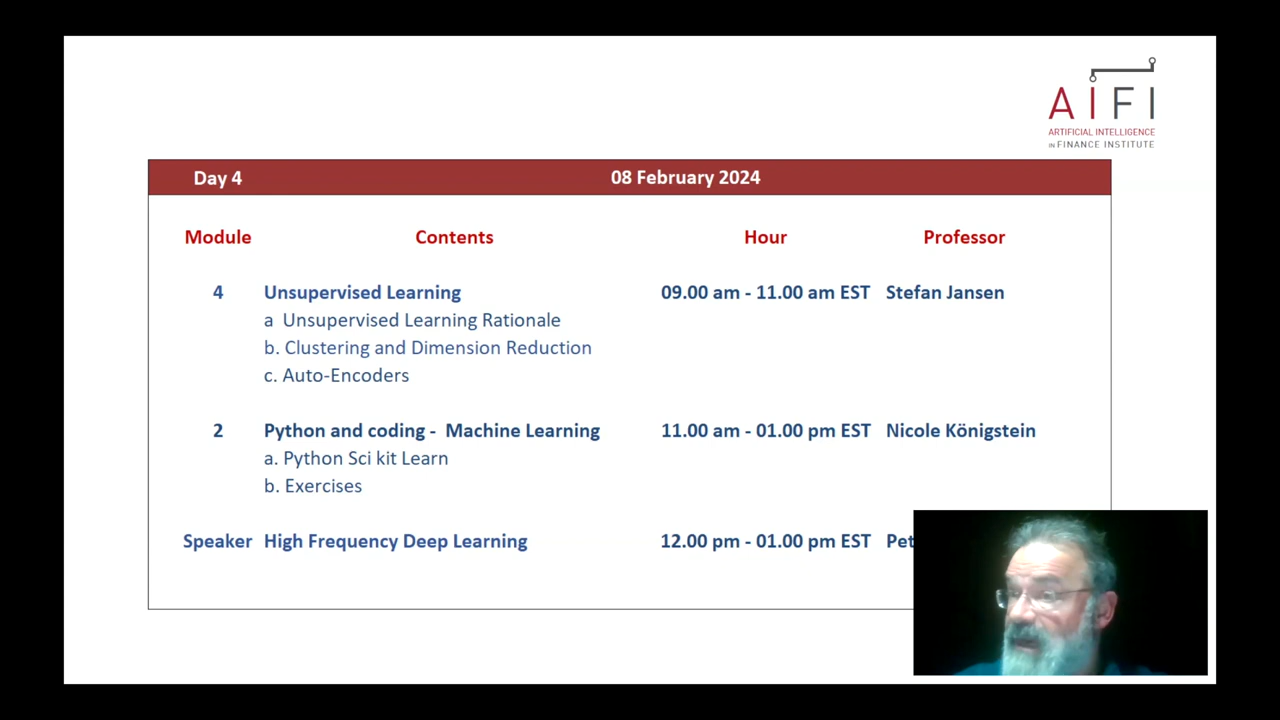 AIFI
ARTIFICIAL INTELLIGENCE
IN FINANCE INSTITUTE
Day 4 08 February 2024
Module Contents Hour Professor
4 Unsupervised Learning 09.00 am - 11.00 am EST Stefan Jansen
a Unsupervised Learning Rationale
b. Clustering and Dimension Reduction
c. Auto-Encoders
2 Python and coding - Machine Learning 11.00 am - 01.00 pm EST Nicole Königstein
a. Python Sci kit Learn
b. Exercises
Speaker High Frequency Deep Learning 12.00 pm - 01.00 pm EST